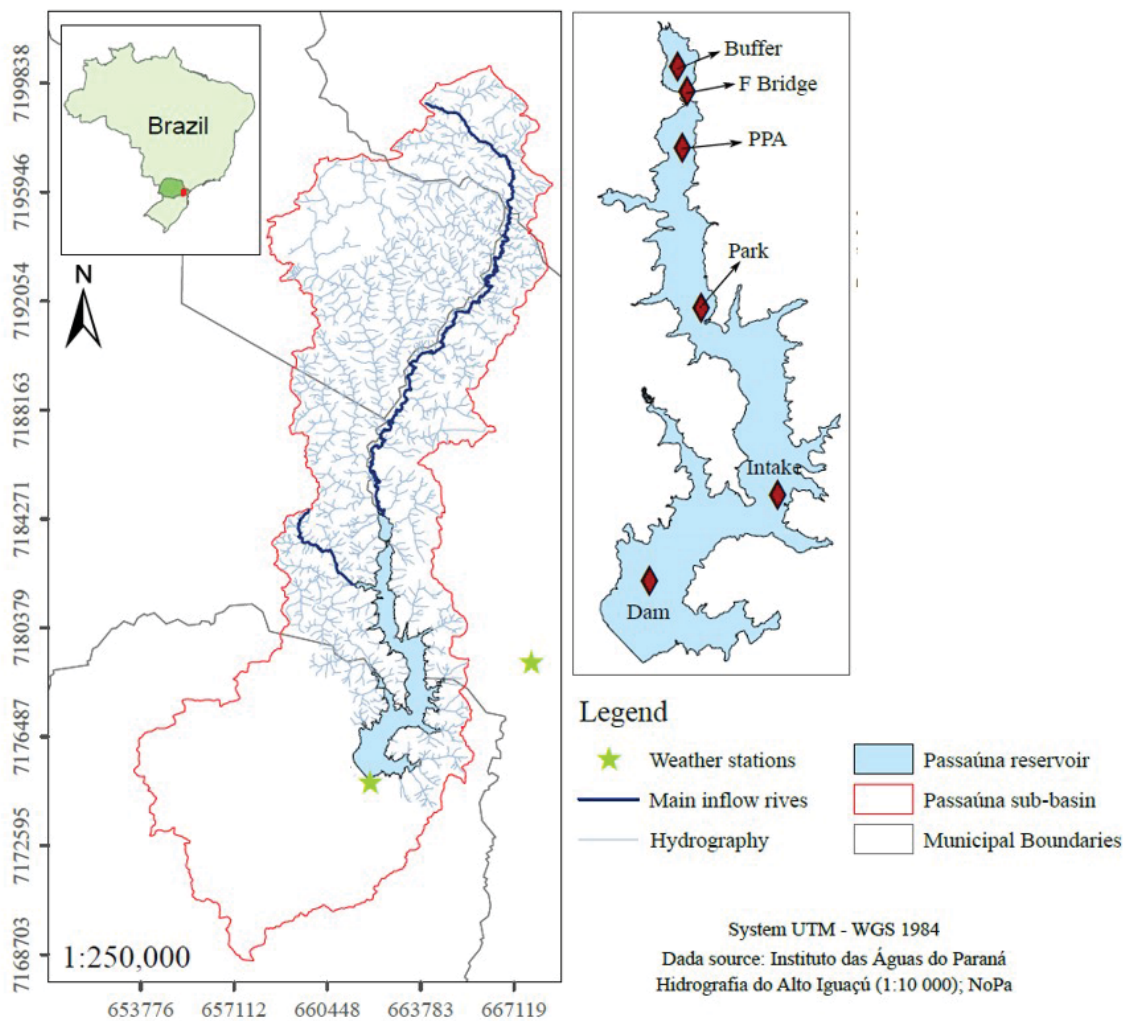 Brazil
N
7199838
7195946
7192054
7188163
7184271
7180379
7176487
7172595
7168703
1:250,000
653776
657112
660448
663783
667119
Buffer
F Bridge
PPA
Park
Intake
Dam
Legend
Weather stations
Main inflow rives
Hydrography
Passaúna reservoir
Passaúna sub-basin
Municipal Boundaries
System UTM - WGS 1984
Dada source: Instituto das Águas do Paraná
Hidrografia do Alto Iguaçú (1:10 000); NoPa